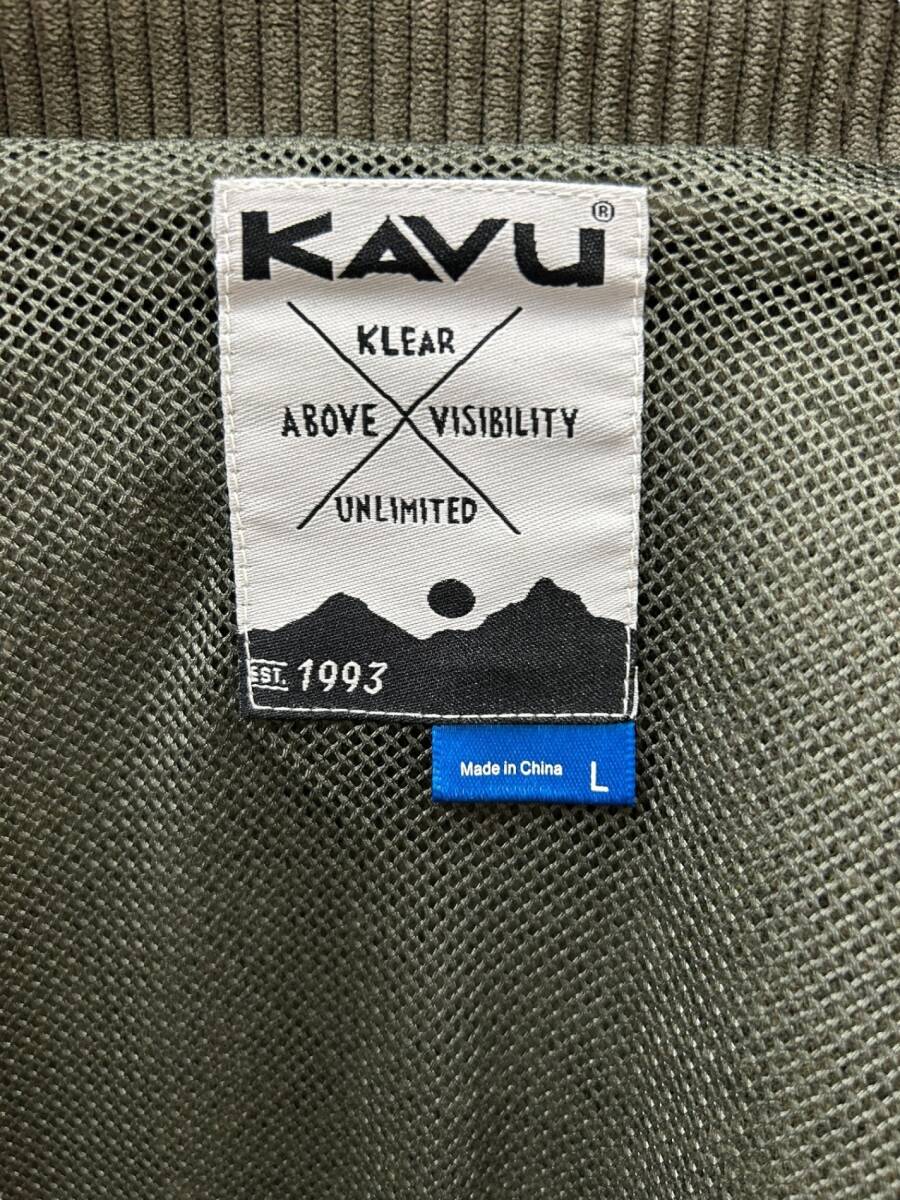 KAVU®
KLEAR
ABOVE VISIBILITY
UNLIMITED
EST. 1993
Made in China L